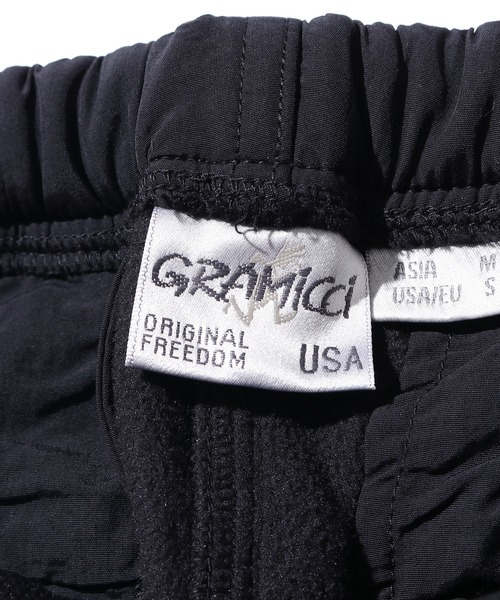 GRAMiCCi
ORIGINAL
FREEDOM
USA
ASIA M
USA/EU S